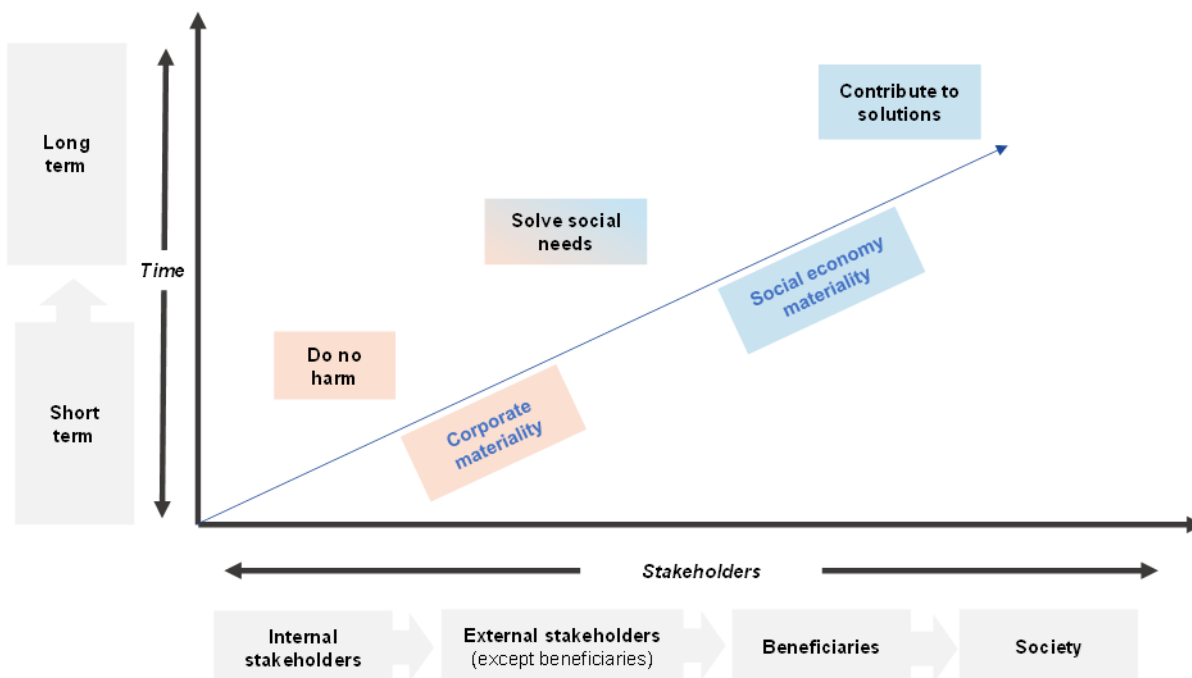 Contribute to
solutions
Long
term
Solve social
needs
Time
Social economy
materiality
Do no
harm
Short
term
Corporate
materiality
Stakeholders
Internal
stakeholders
External stakeholders
(except beneficiaries)
Beneficiaries
Society